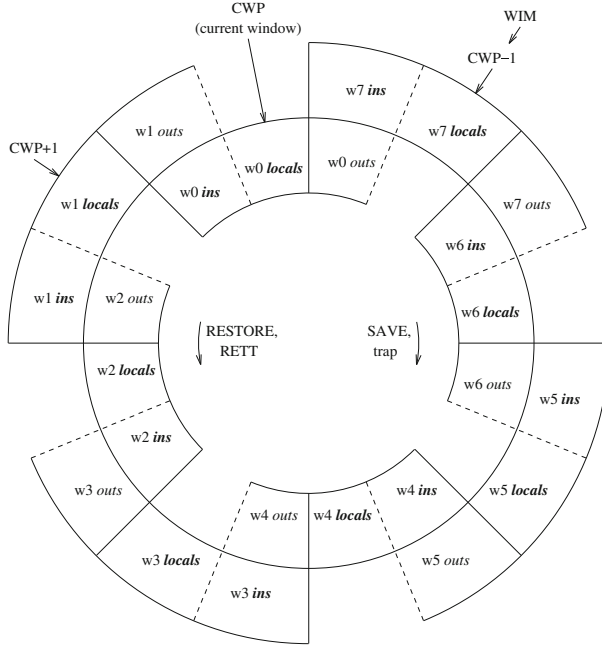 CWP
(current window)
WIM
CWP−1
w7 ins
w1 outs
w7 locals
CWP+1
w0 locals
w0 outs
w0 ins
w1 locals
w7 outs
w6 ins
w1 ins
w2 outs
w6 locals
RESTORE,
RETT
SAVE,
trap
w2 locals
w6 outs
w5 ins
w2 ins
w3 outs
w4 ins
w5 locals
w4 outs
w4 locals
w3 locals
w5 outs
w3 ins